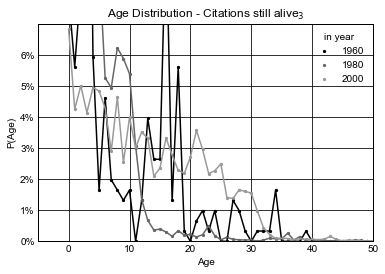 Age Distribution - Citations still alive₃
in year
1960
1980
2000
6%
5%
4%
3%
2%
1%
0%
P(Age)
0 10 20 30 40 50
Age